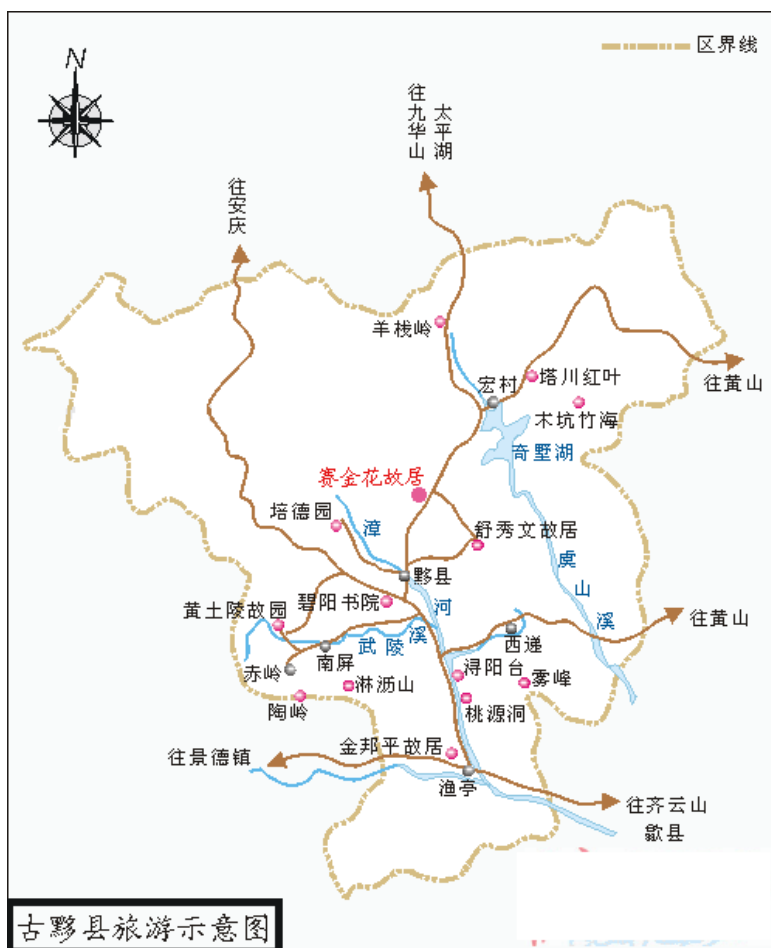 区界线
N
往九华山
太平湖
往安庆
羊栈岭
宏村
塔川红叶
往黄山
木坑竹海
奇墅湖
赛金花故居
培德园
漳河
舒秀文故居
黟县
虞山溪
碧阳书院
黄土陵故园
往黄山
西递
武陵溪
南屏
赤岭
浔阳台
雾峰
淋沥山
陶岭
桃源洞
金邦平故居
往景德镇
渔亭
往齐云山
歙县
古黟县旅游示意图